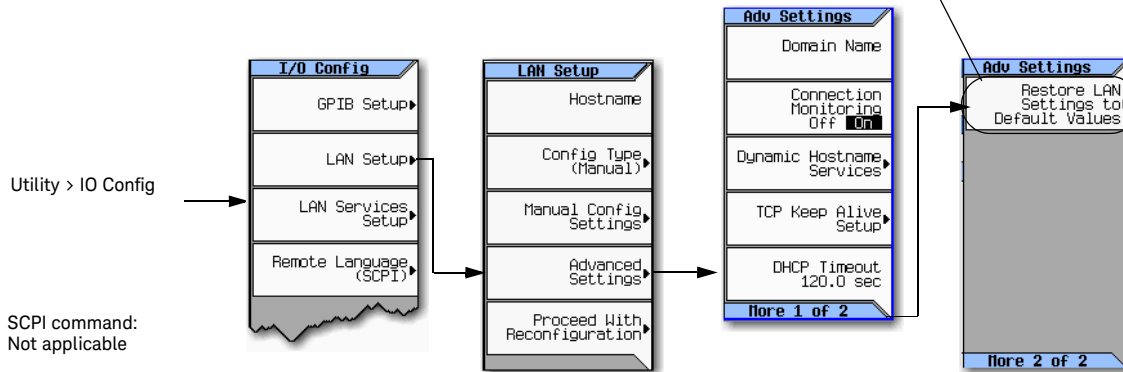 Utility > IO Config
SCPI command:
Not applicable
I/O Config
GPIB Setup
LAN Setup
LAN Services
Setup
Remote Language
(SCPI)
LAN Setup
Hostname
Config Type
(Manual)
Manual Config
Settings
Advanced
Settings
Proceed With
Reconfiguration
Adv Settings
Domain Name
Connection
Monitoring
Off On
Dynamic Hostname
Services
TCP Keep Alive
Setup
DHCP Timeout
120.0 sec
More 1 of 2
Adv Settings
Restore LAN
Settings to
Default Values
More 2 of 2